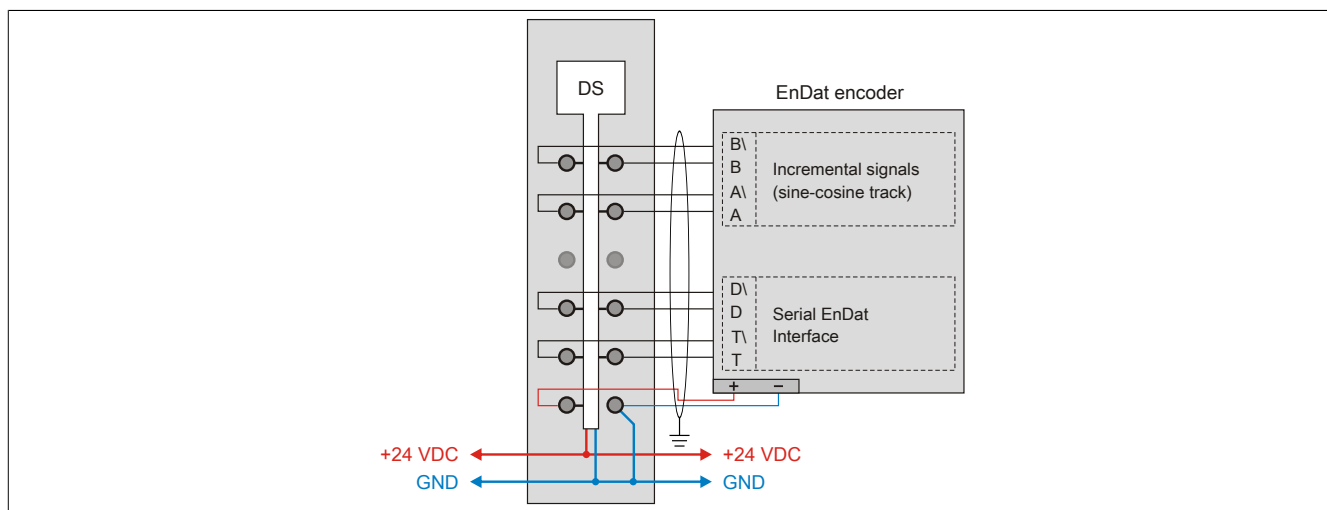 DS
EnDat encoder
B\
B
A\
A
Incremental signals
(sine-cosine track)
D\
D
T\
T
Serial EnDat
Interface
+ −
+24 VDC
+24 VDC
GND
GND